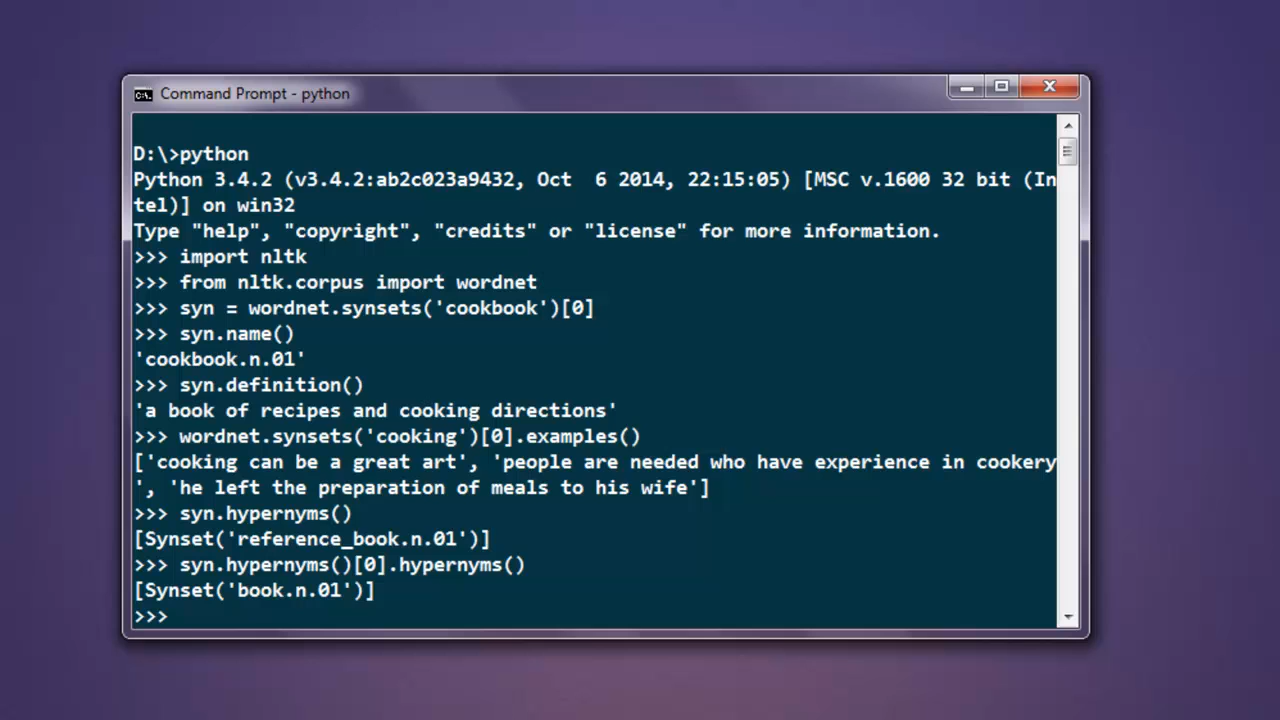 Command Prompt - python
D:\>python
Python 3.4.2 (v3.4.2:ab2c023a9432, Oct  6 2014, 22:15:05) [MSC v.1600 32 bit (In
tel)] on win32
Type "help", "copyright", "credits" or "license" for more information.
>>> import nltk
>>> from nltk.corpus import wordnet
>>> syn = wordnet.synsets('cookbook')[0]
>>> syn.name()
'cookbook.n.01'
>>> syn.definition()
'a book of recipes and cooking directions'
>>> wordnet.synsets('cooking')[0].examples()
['cooking can be a great art', 'people are needed who have experience in cookery
', 'he left the preparation of meals to his wife']
>>> syn.hypernyms()
[Synset('reference_book.n.01')]
>>> syn.hypernyms()[0].hypernyms()
[Synset('book.n.01')]
>>>